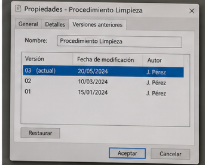 Propiedades - Procedimiento Limpieza
General Detalles Versiones anteriores
Nombre: Procedimiento Limpieza
Versión Fecha de modificación Autor
03 (actual) 20/05/2024 J. Pérez
02 10/03/2024 J. Pérez
01 15/01/2024 J. Pérez
Restaurar
Aceptar Cancelar